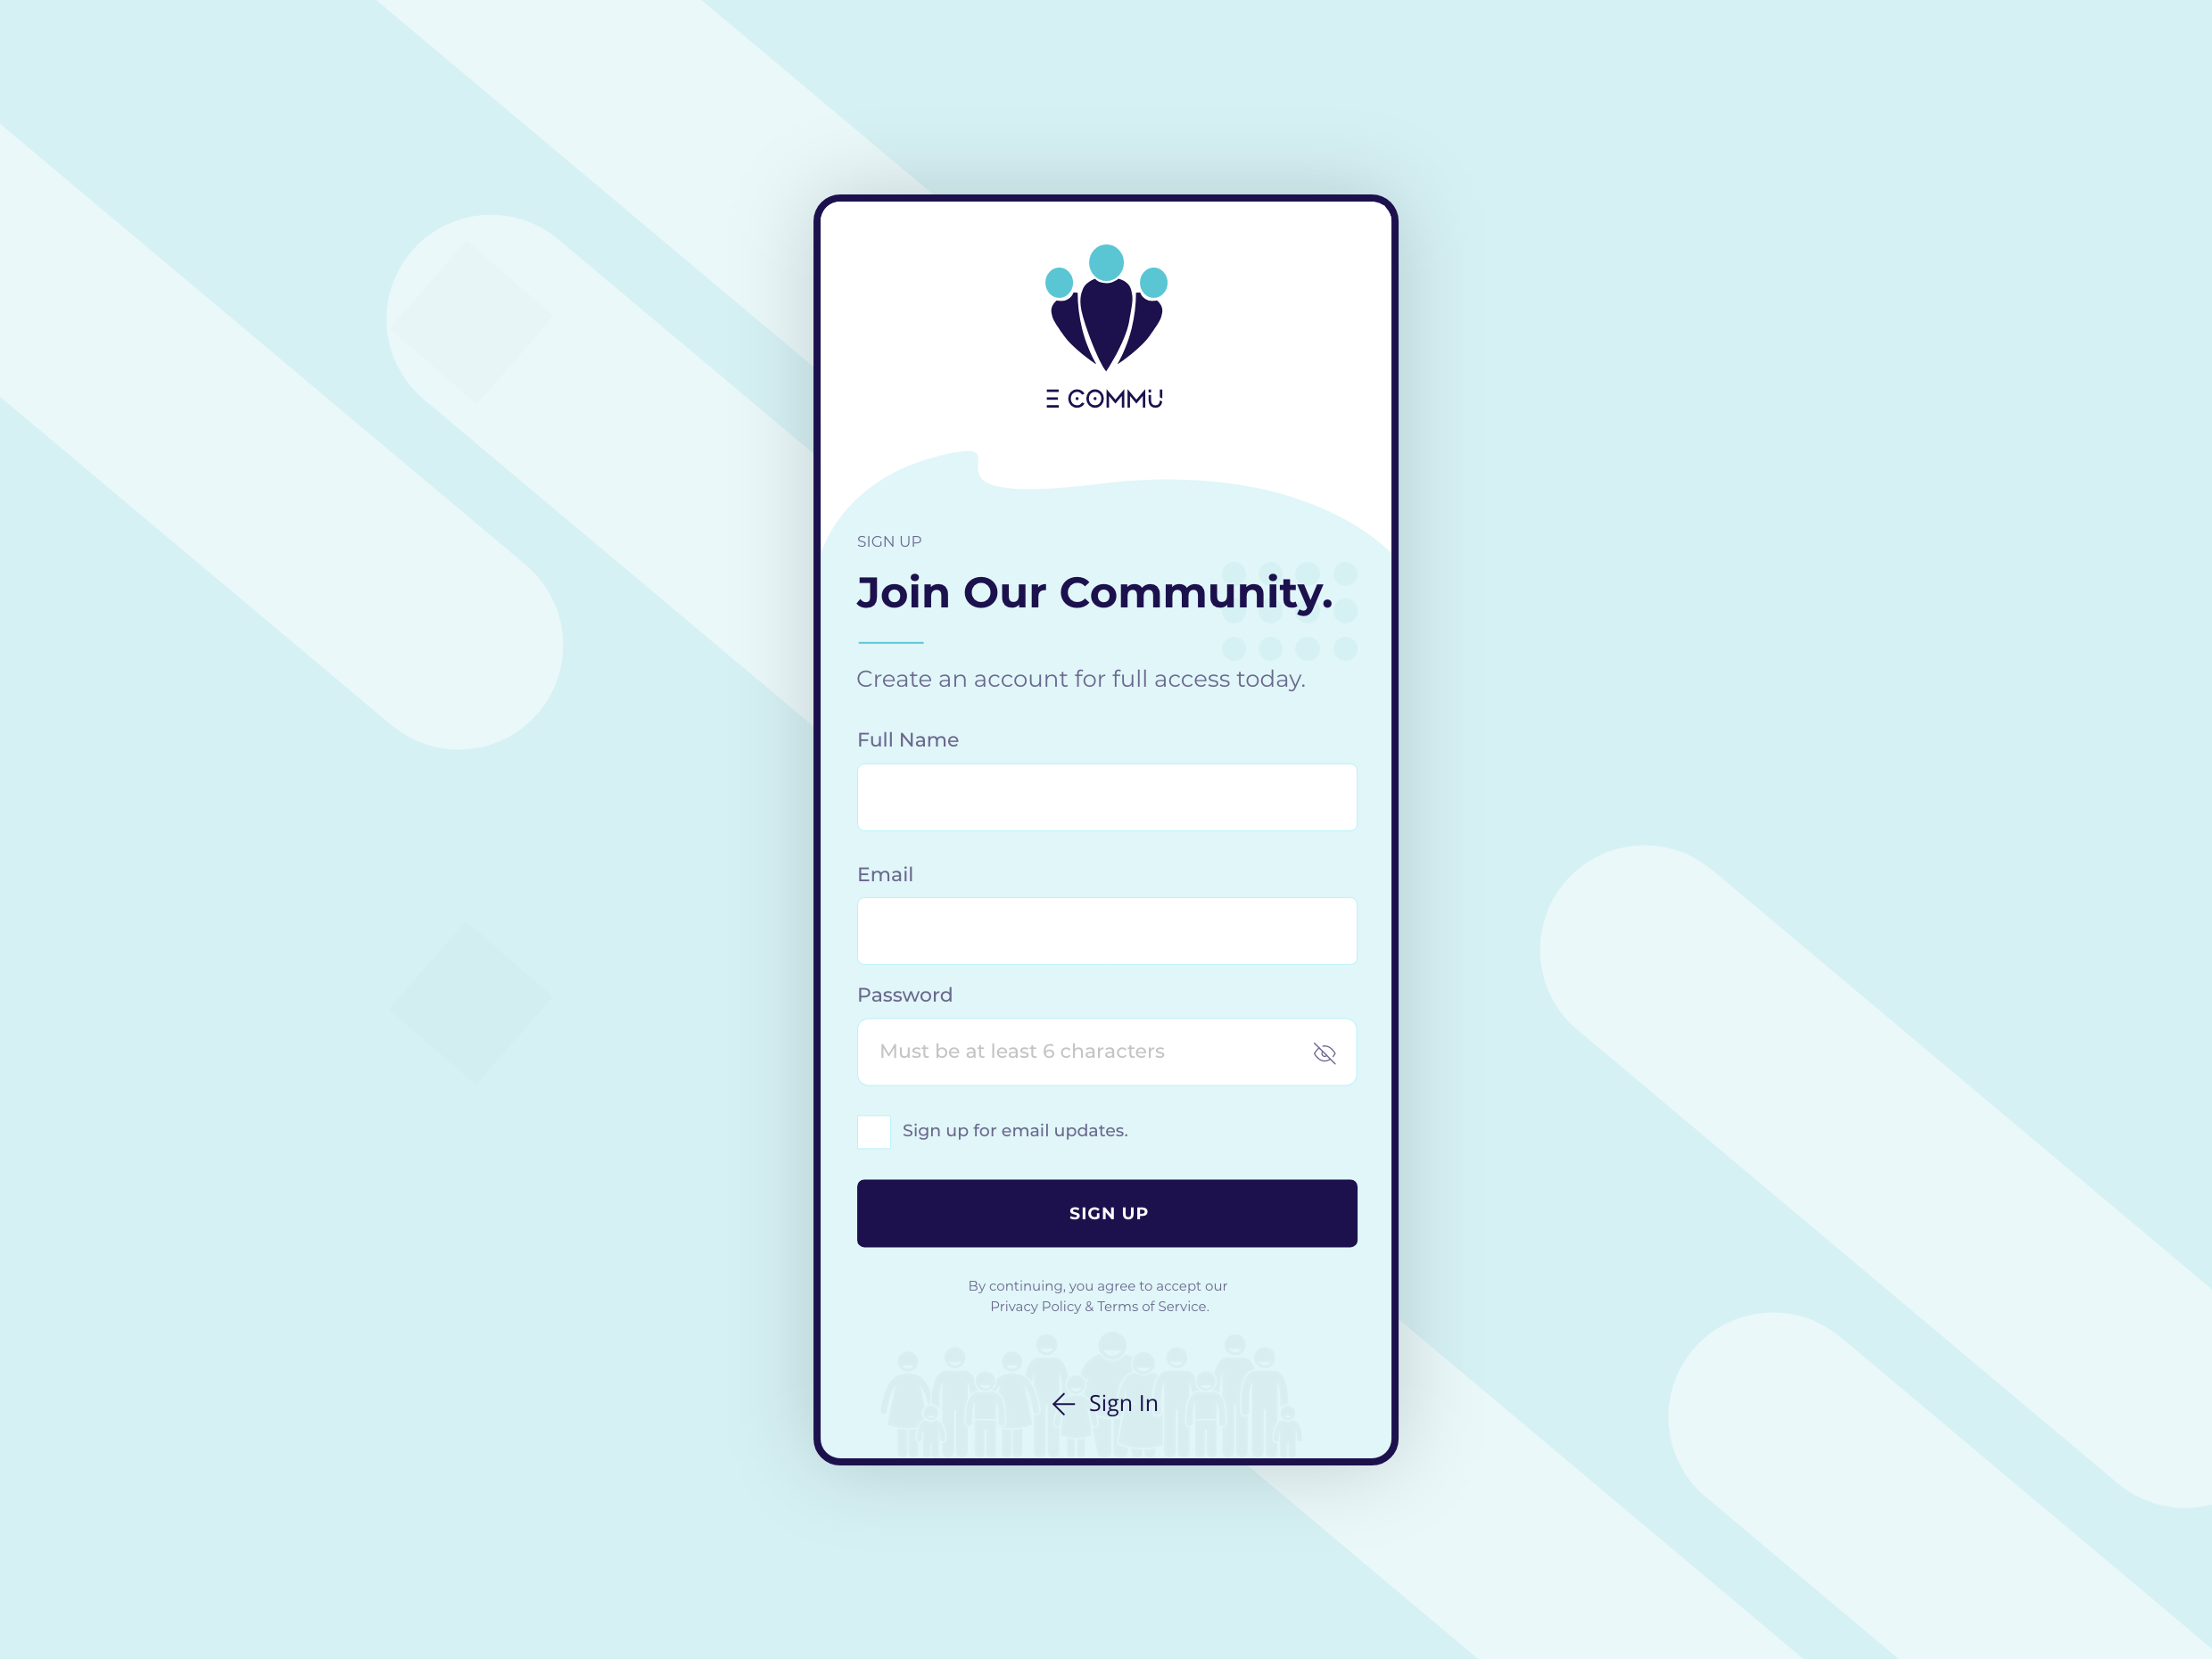 E COMMU
SIGN UP
Join Our Community.
Create an account for full access today.
Full Name
Email
Password
Must be at least 6 characters
Sign up for email updates.
SIGN UP
By continuing, you agree to accept our
Privacy Policy & Terms of Service.
Sign In